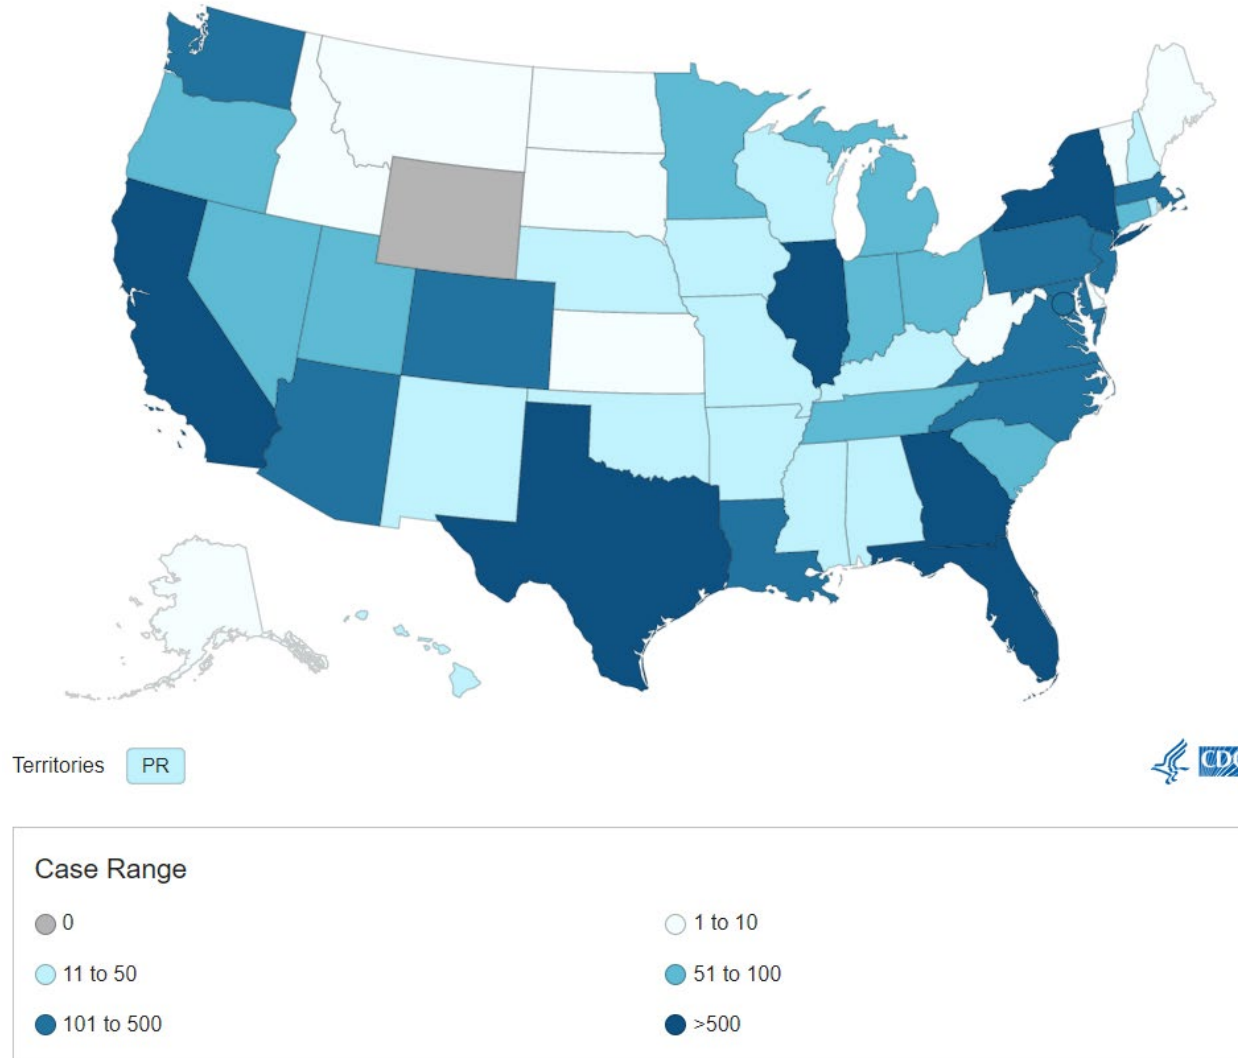 Territories PR
CDC
Case Range
0
1 to 10
11 to 50
51 to 100
101 to 500
>500